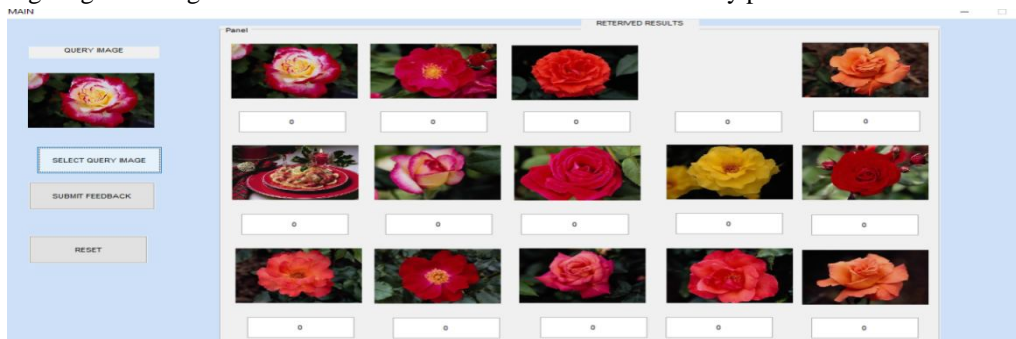 MAIN
RETERIVED RESULTS
Panel
QUERY IMAGE
0 0 0 0 0
SELECT QUERY IMAGE
SUBMIT FEEDBACK
0 0 0 0 0
RESET
0 0 0 0 0